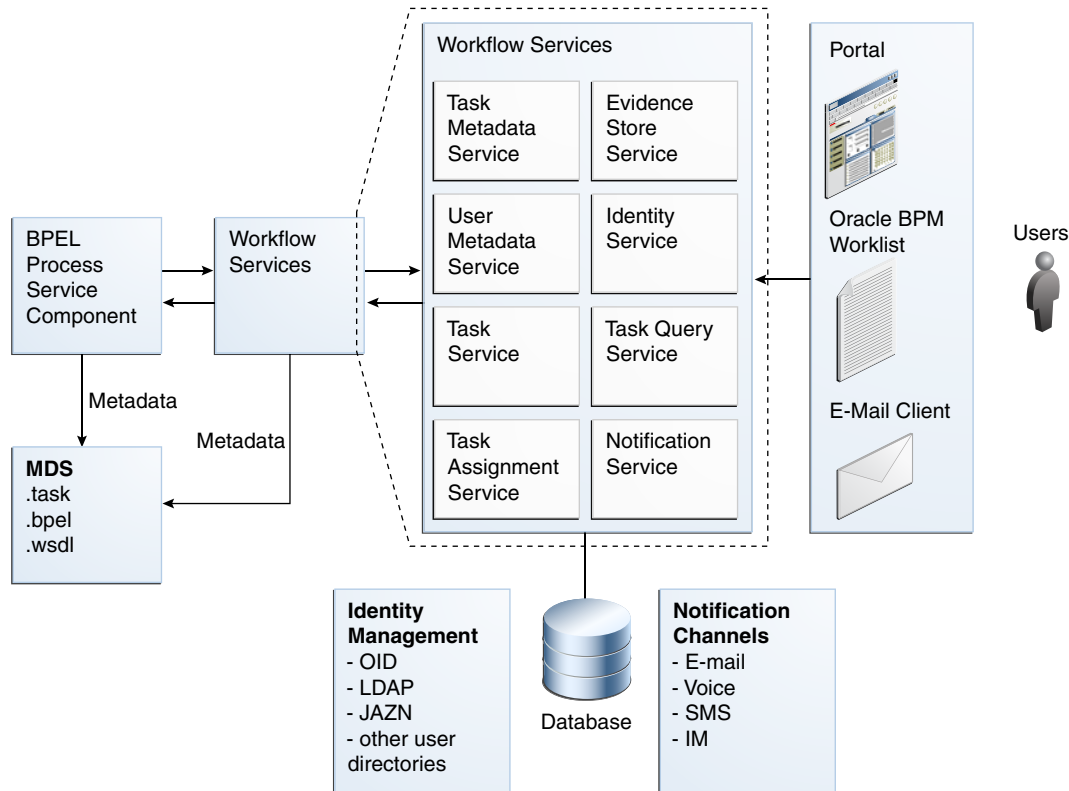 BPEL
Process
Service
Component
Metadata
MDS
.task
.bpel
.wsdl
Workflow
Services
Metadata
Workflow Services
Task
Metadata
Service
Evidence
Store
Service
User
Metadata
Service
Identity
Service
Task
Service
Task Query
Service
Task
Assignment
Service
Notification
Service
Portal
Oracle BPM
Worklist
E-Mail Client
Users
Identity
Management
- OID
- LDAP
- JAZN
- other user
directories
Database
Notification
Channels
- E-mail
- Voice
- SMS
- IM